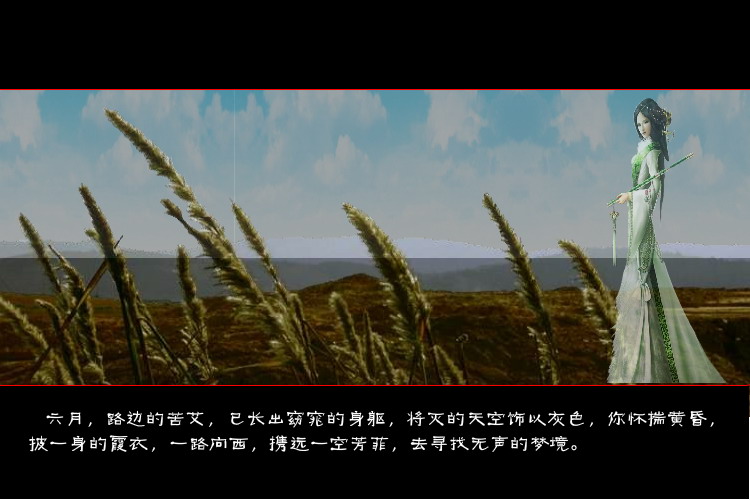 六月，路边的苦艾，已长出窈窕的身躯，将灭的天空饰以灰色，你怀揣黄昏，
披一身的霞衣，一路向西，携远一空芳菲，去寻找无声的梦境。